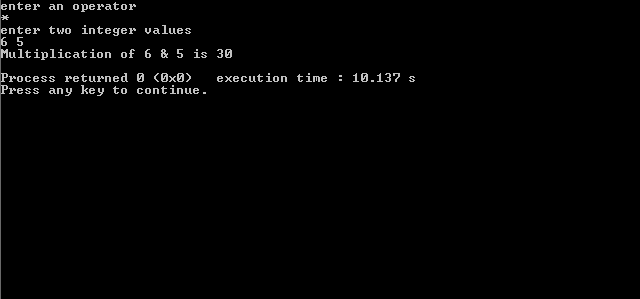 enter an operator
*
enter two integer values
6 5
Multiplication of 6 & 5 is 30
Process returned 0 (0x0)   execution time : 10.137 s
Press any key to continue.